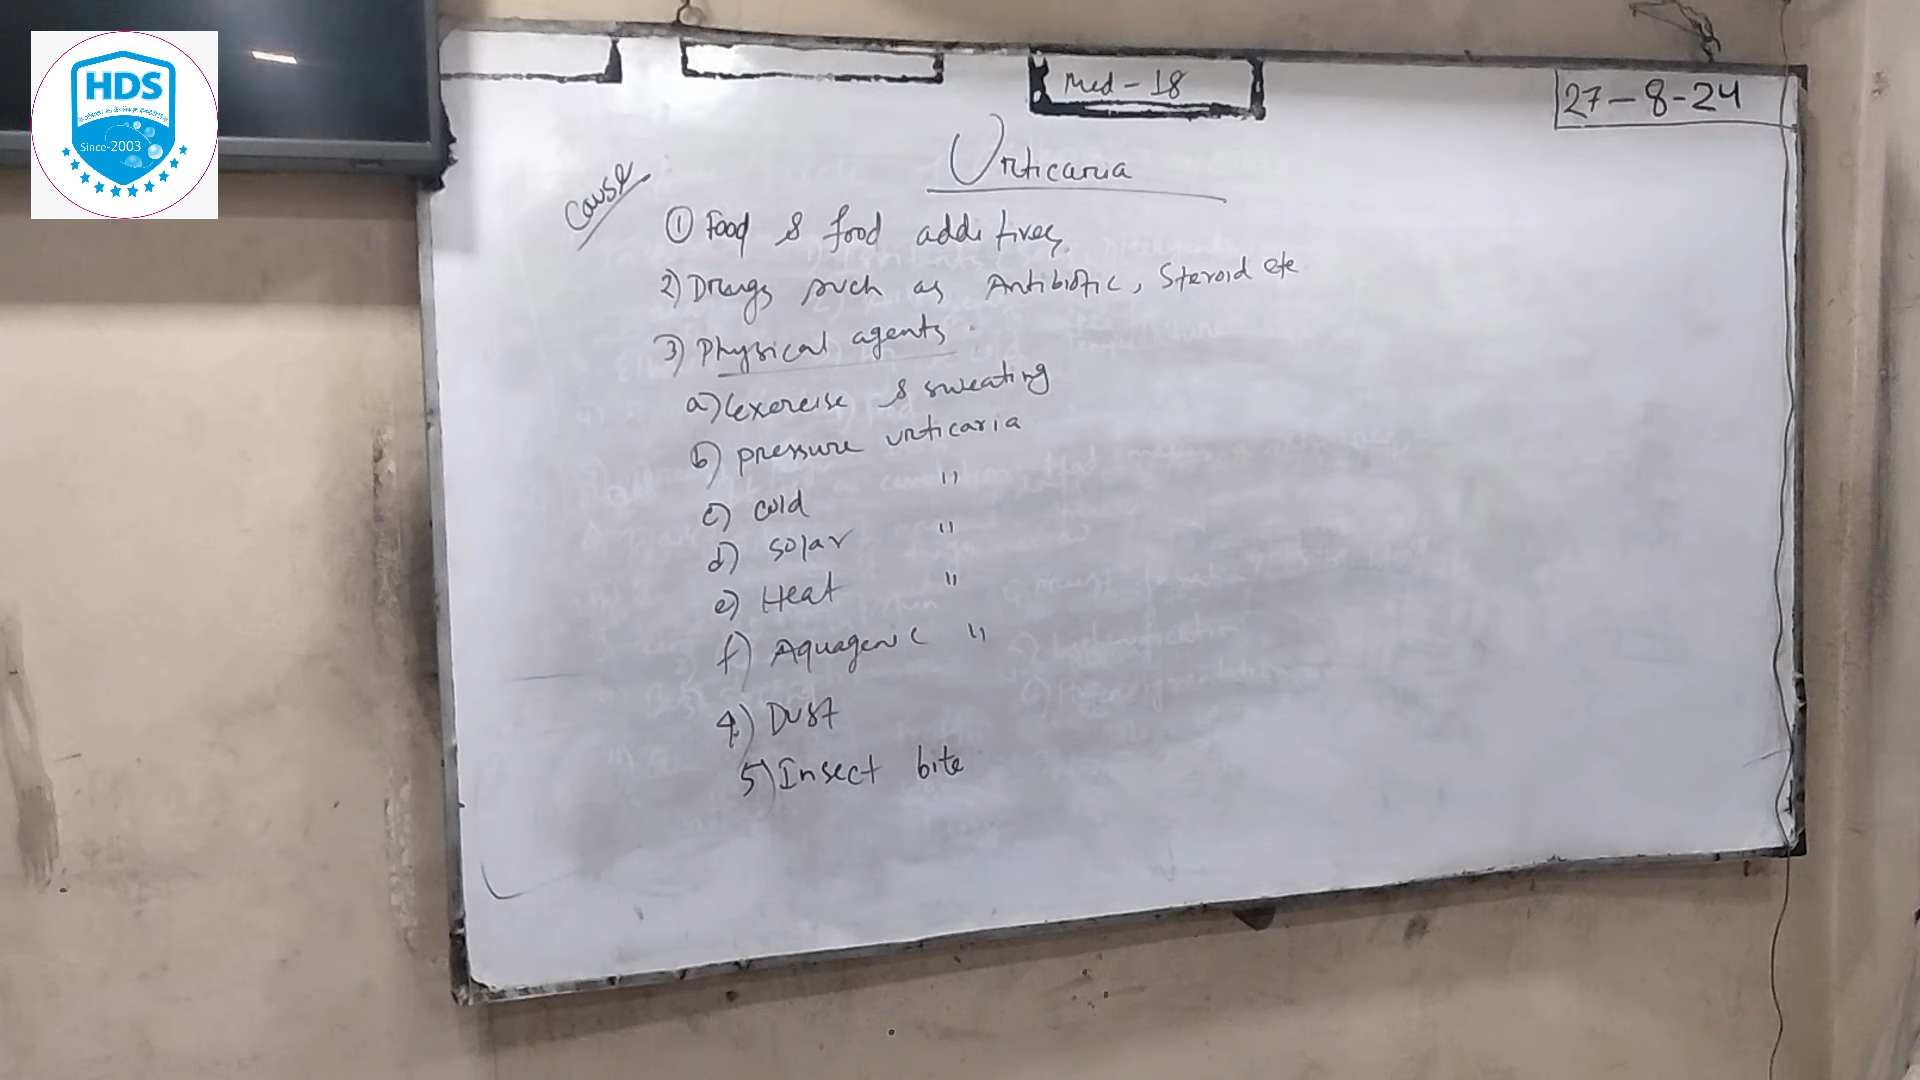 HDS
Since-2003
Med - 18
27-8-24
Urticaria
Cause
① Food & food additives
2) Drugs such as Antibiotic, Steroid etc
3) Physical agents
a) exercise & sweating
b) pressure urticaria
c) cold "
d) solar "
e) Heat "
f) Aquagenic "
4) Dust
5) Insect bite